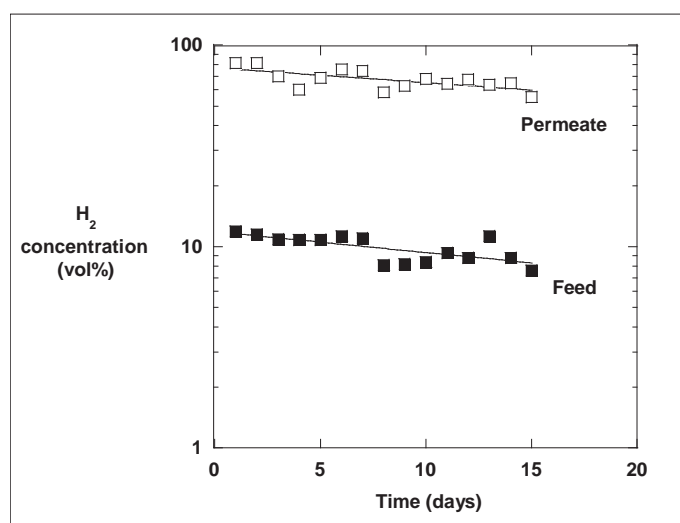 100
Permeate
H2
concentration
(vol%)
10
Feed
1
0 5 10 15 20
Time (days)